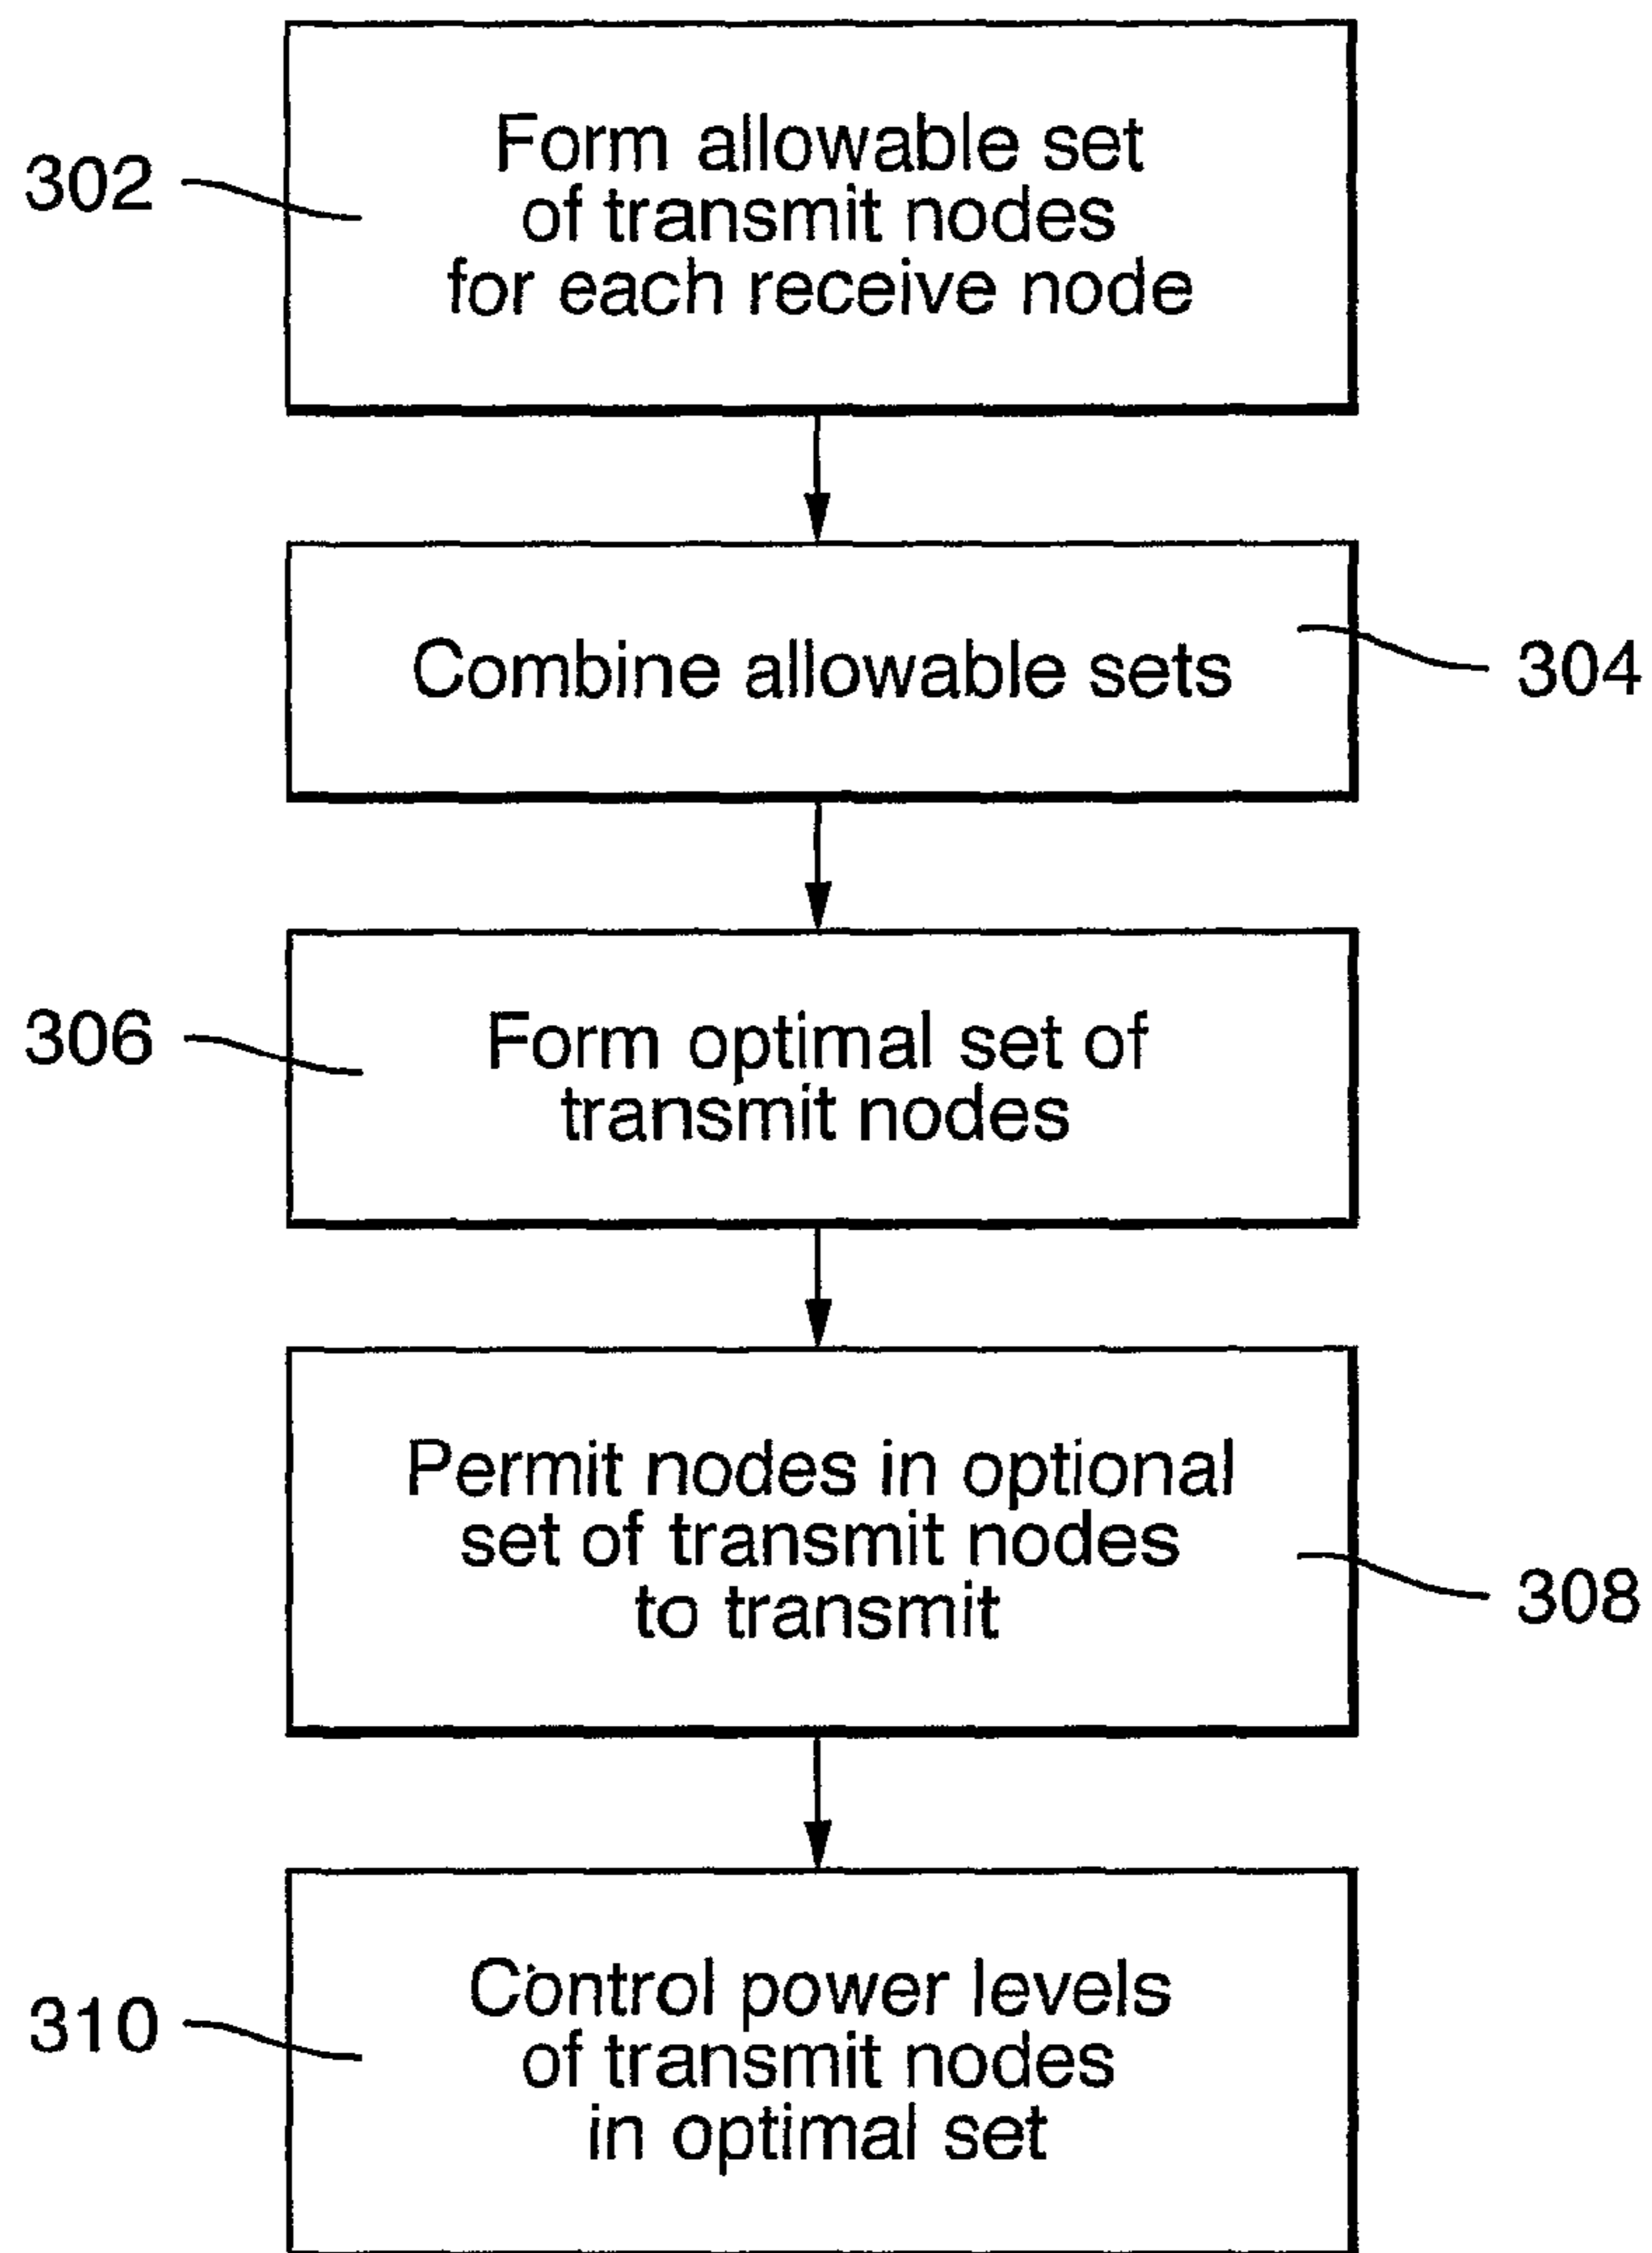 302
Form allowable set
of transmit nodes
for each receive node
Combine allowable sets
304
306
Form optimal set of
transmit nodes
Permit nodes in optional
set of transmit nodes
to transmit
308
310
Control power levels
of transmit nodes
in optimal set